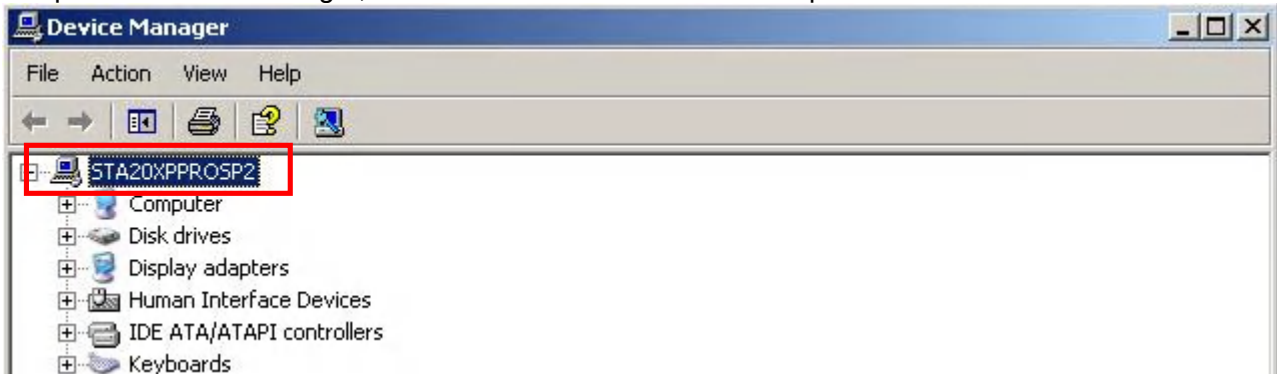 Device Manager
File Action View Help
STA20XPPROSP2
Computer
Disk drives
Display adapters
Human Interface Devices
IDE ATA/ATAPI controllers
Keyboards